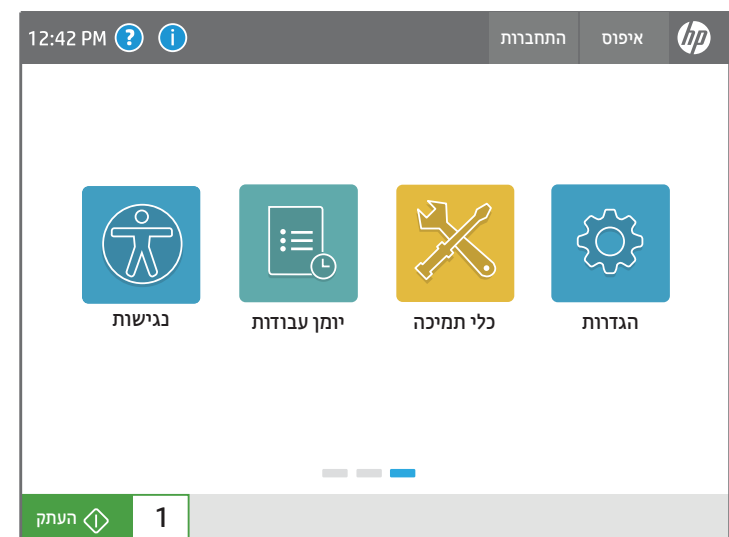 hp
איפוס
התחברות
12:42 PM ? i
הגדרות
כלי תמיכה
יומן עבודות
נגישות
1
העתק